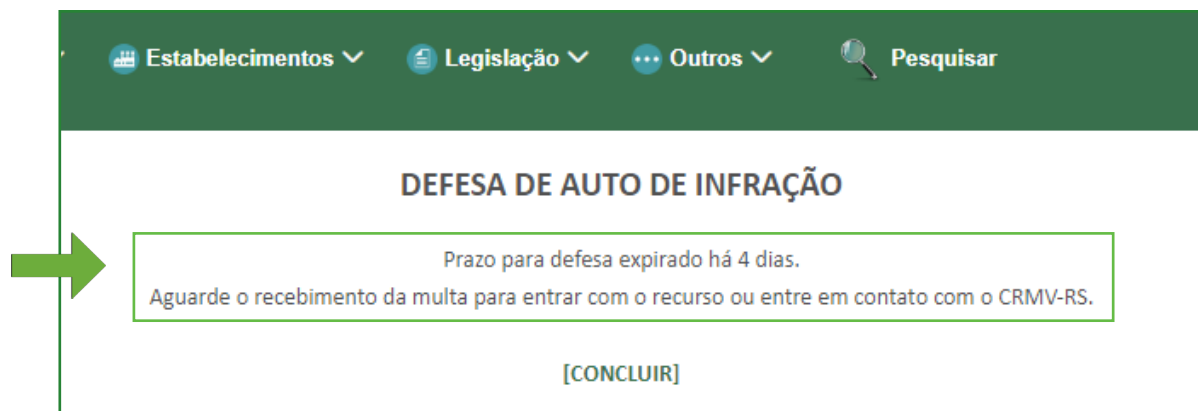 Estabelecimentos Legislação Outros Pesquisar
DEFESA DE AUTO DE INFRAÇÃO
Prazo para defesa expirado há 4 dias.
Aguarde o recebimento da multa para entrar com o recurso ou entre em contato com o CRMV-RS.
[CONCLUIR]